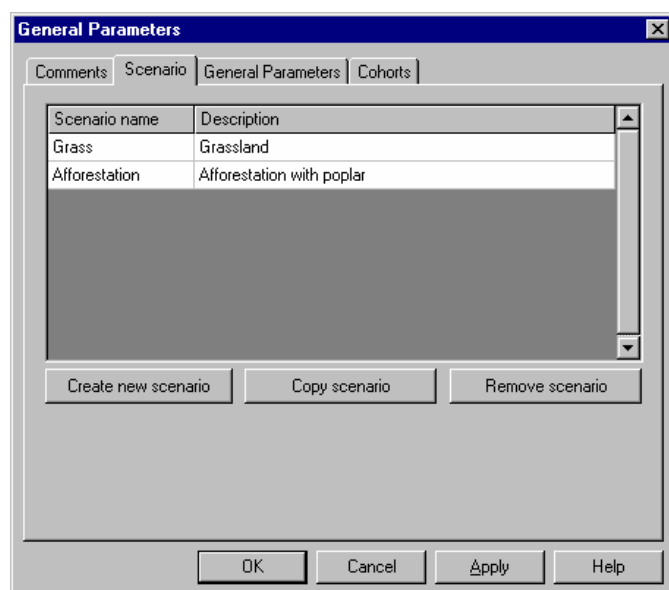 General Parameters
Comments Scenario General Parameters Cohorts
Scenario name Description
Grass Grassland
Afforestation Afforestation with poplar
Create new scenario Copy scenario Remove scenario
OK Cancel Apply Help